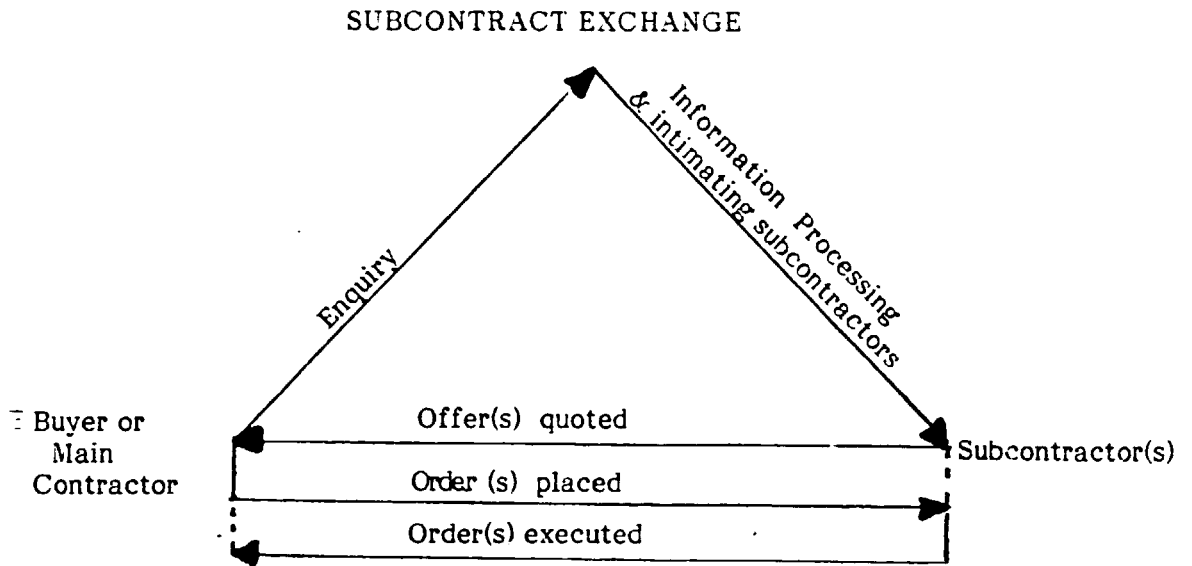 SUBCONTRACT EXCHANGE
Information Processing
& intimating subcontractors
Enquiry
Buyer or
Main
Contractor
Offer(s) quoted
Subcontractor(s)
Order (s) placed
Order(s) executed